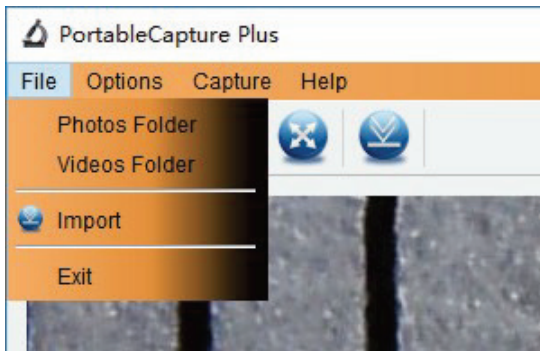 PortableCapture Plus
File Options Capture Help
Photos Folder
Videos Folder
Import
Exit